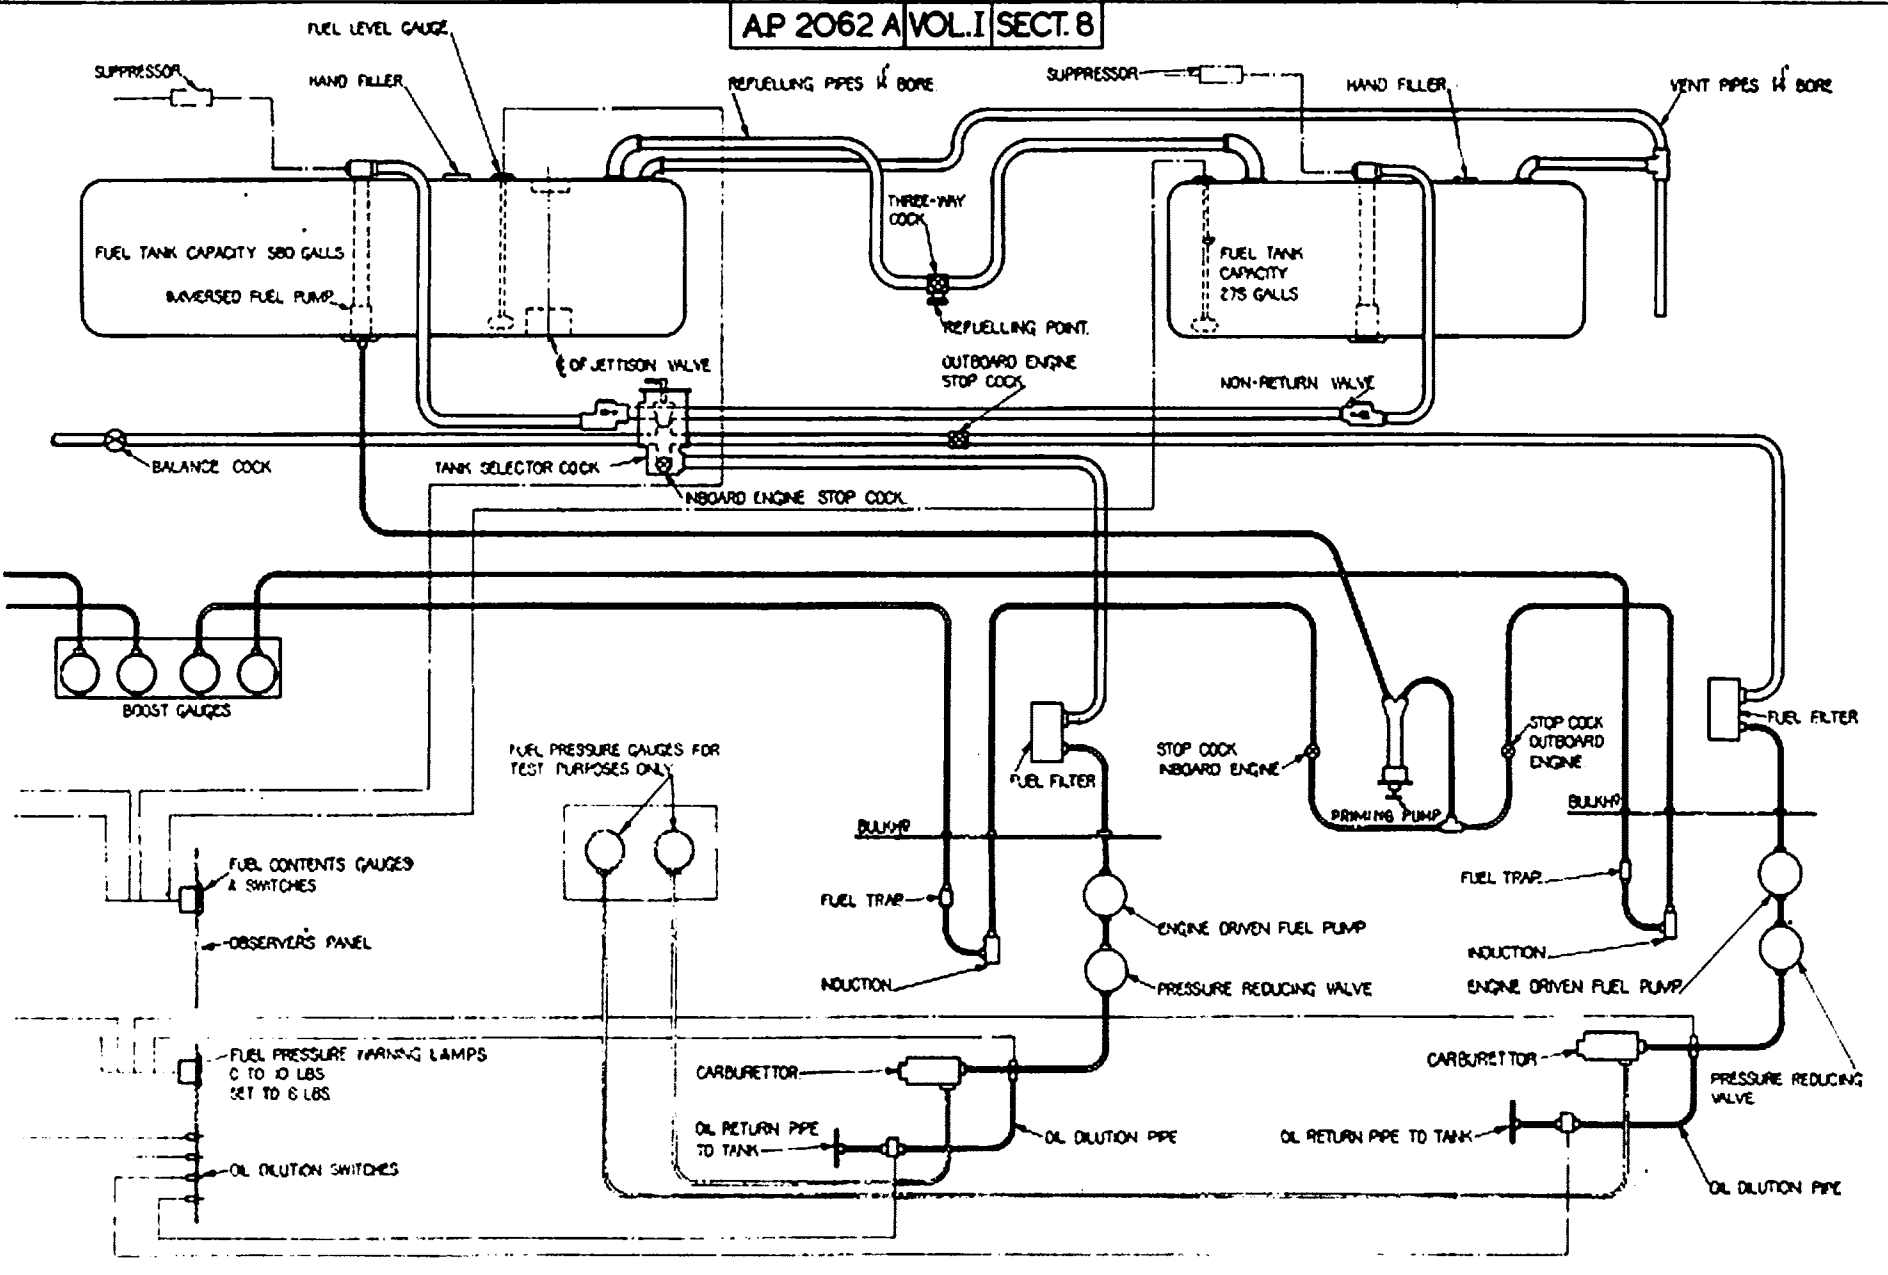 A.P 2062 A VOL. I SECT. 8
FUEL LEVEL GAUGE
SUPPRESSOR
HAND FILLER
REFUELLING PIPES 1¼" BORE
SUPPRESSOR
HAND FILLER
VENT PIPES 1¼" BORE
THREE-WAY
COCK
FUEL TANK CAPACITY 580 GALLS
FUEL TANK
CAPACITY
275 GALLS
IMMERSED FUEL PUMP
REFUELLING POINT.
℄ OF JETTISON VALVE
OUTBOARD ENGINE
STOP COCK
NON-RETURN VALVE
BALANCE COCK
TANK SELECTOR COCK
INBOARD ENGINE STOP COCK
BOOST GAUGES
FUEL PRESSURE GAUGES FOR
TEST PURPOSES ONLY
FUEL FILTER
STOP COCK
INBOARD ENGINE
STOP COCK
OUTBOARD
ENGINE
FUEL FILTER
PRIMING PUMP
BULKHD
BULKHD
FUEL CONTENTS GAUGES
& SWITCHES
FUEL TRAP
FUEL TRAP
ENGINE DRIVEN FUEL PUMP
OBSERVER'S PANEL
INDUCTION
INDUCTION
PRESSURE REDUCING VALVE
ENGINE DRIVEN FUEL PUMP
FUEL PRESSURE WARNING LAMPS
0 TO 10 LBS
SET TO 6 LBS
CARBURETTOR
CARBURETTOR
PRESSURE REDUCING
VALVE
OIL RETURN PIPE
TO TANK
OIL DILUTION PIPE
OIL RETURN PIPE TO TANK
OIL DILUTION SWITCHES
OIL DILUTION PIPE